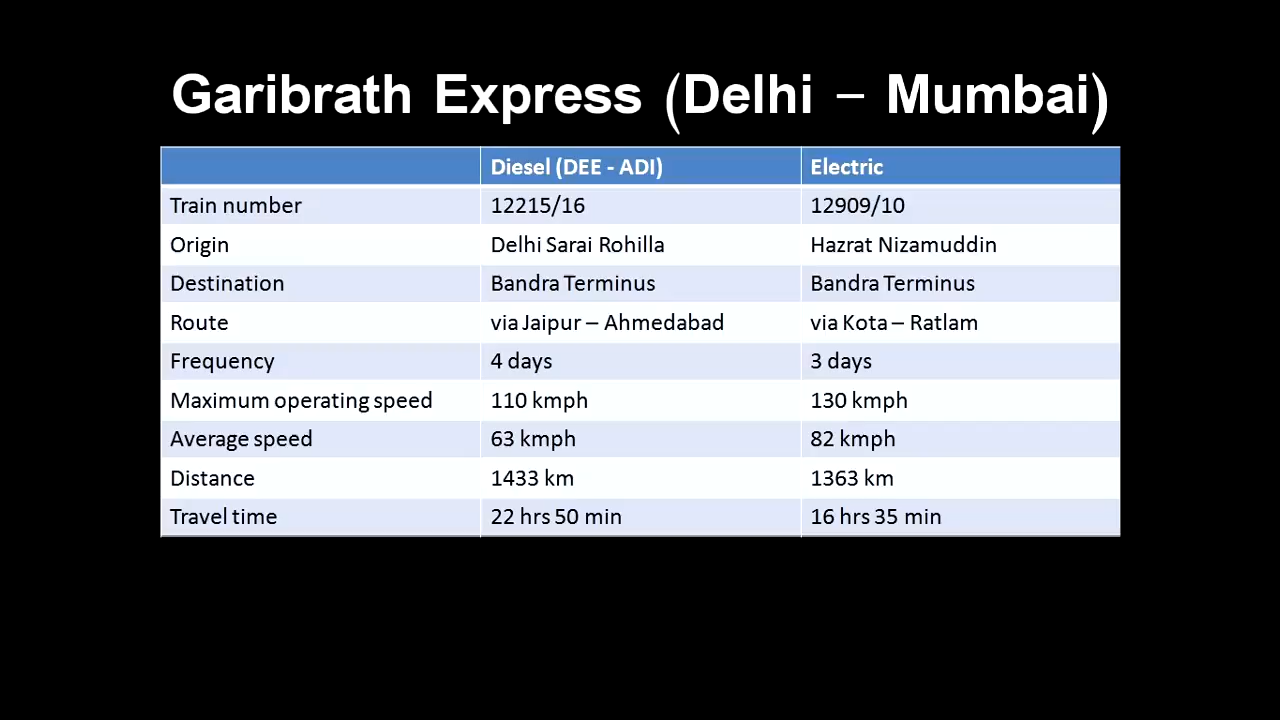 Garibrath Express (Delhi – Mumbai)
Diesel (DEE - ADI) Electric
Train number 12215/16 12909/10
Origin Delhi Sarai Rohilla Hazrat Nizamuddin
Destination Bandra Terminus Bandra Terminus
Route via Jaipur – Ahmedabad via Kota – Ratlam
Frequency 4 days 3 days
Maximum operating speed 110 kmph 130 kmph
Average speed 63 kmph 82 kmph
Distance 1433 km 1363 km
Travel time 22 hrs 50 min 16 hrs 35 min